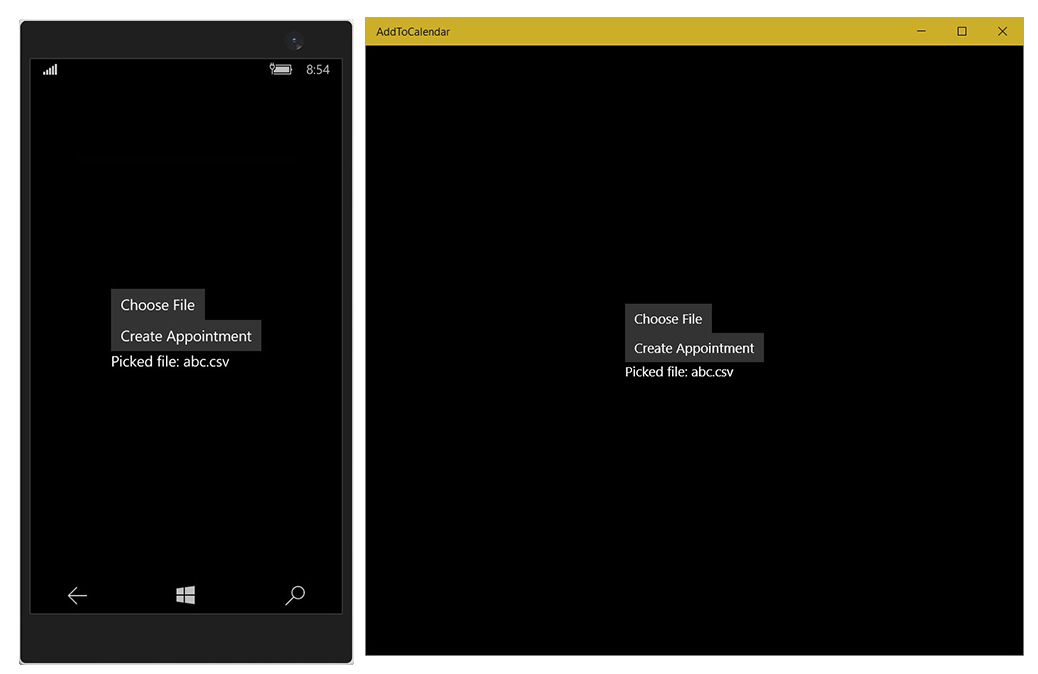 8:54
Choose File
Create Appointment
Picked file: abc.csv
AddToCalendar
Choose File
Create Appointment
Picked file: abc.csv